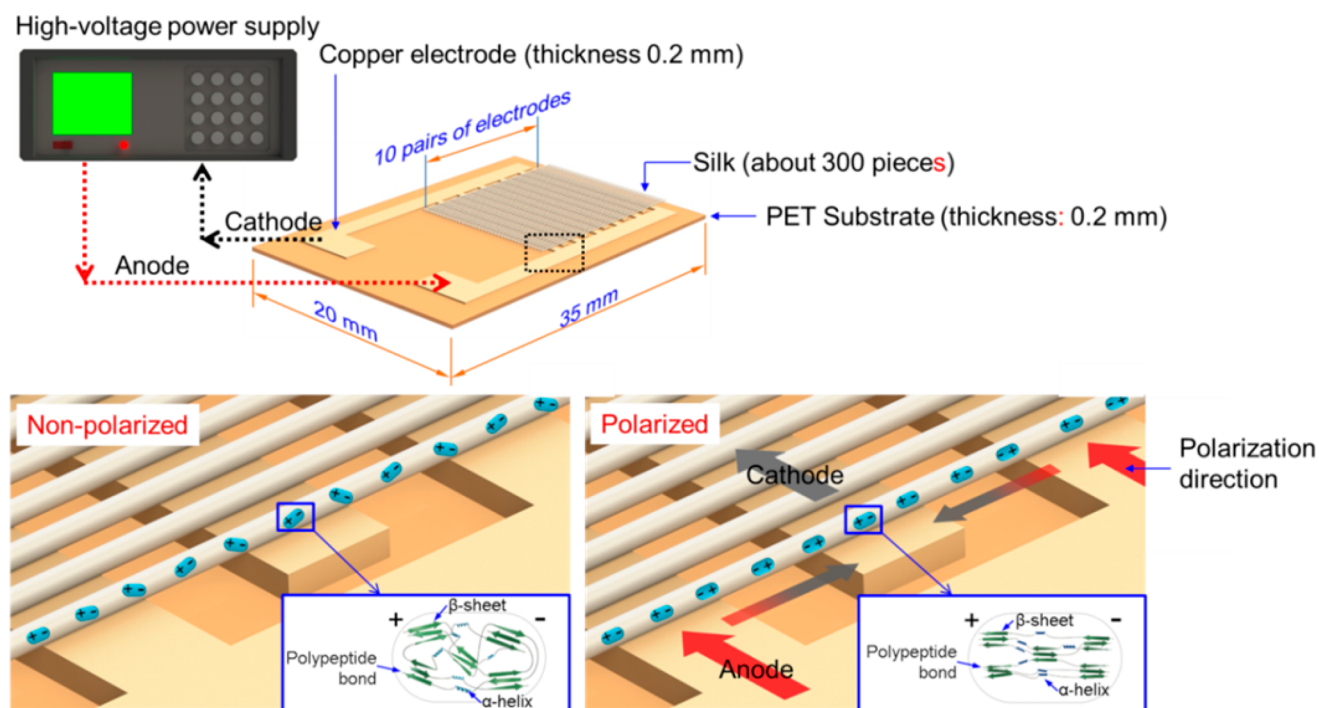 High-voltage power supply
Copper electrode (thickness 0.2 mm)
10 pairs of electrodes
Silk (about 300 pieces)
PET Substrate (thickness: 0.2 mm)
Cathode
Anode
20 mm
35 mm
Non-polarized
+
-
β-sheet
Polypeptide
bond
α-helix
Polarized
Cathode
Polarization
direction
Anode
+
-
β-sheet
Polypeptide
bond
α-helix